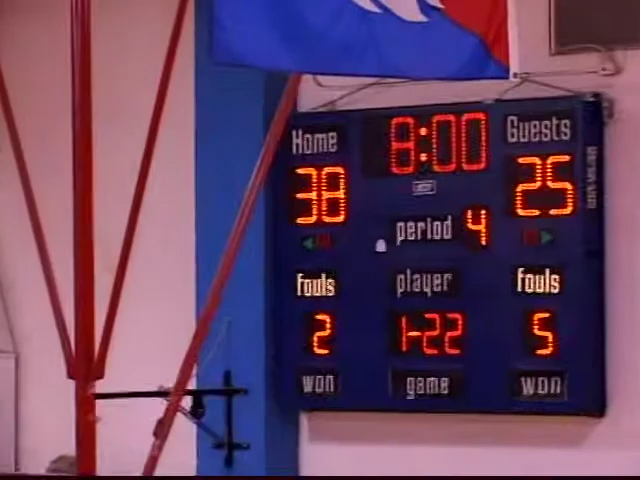 Home 8:00 Guests
38 25
period 4
Fouls player Fouls
2 1-22 5
won game won